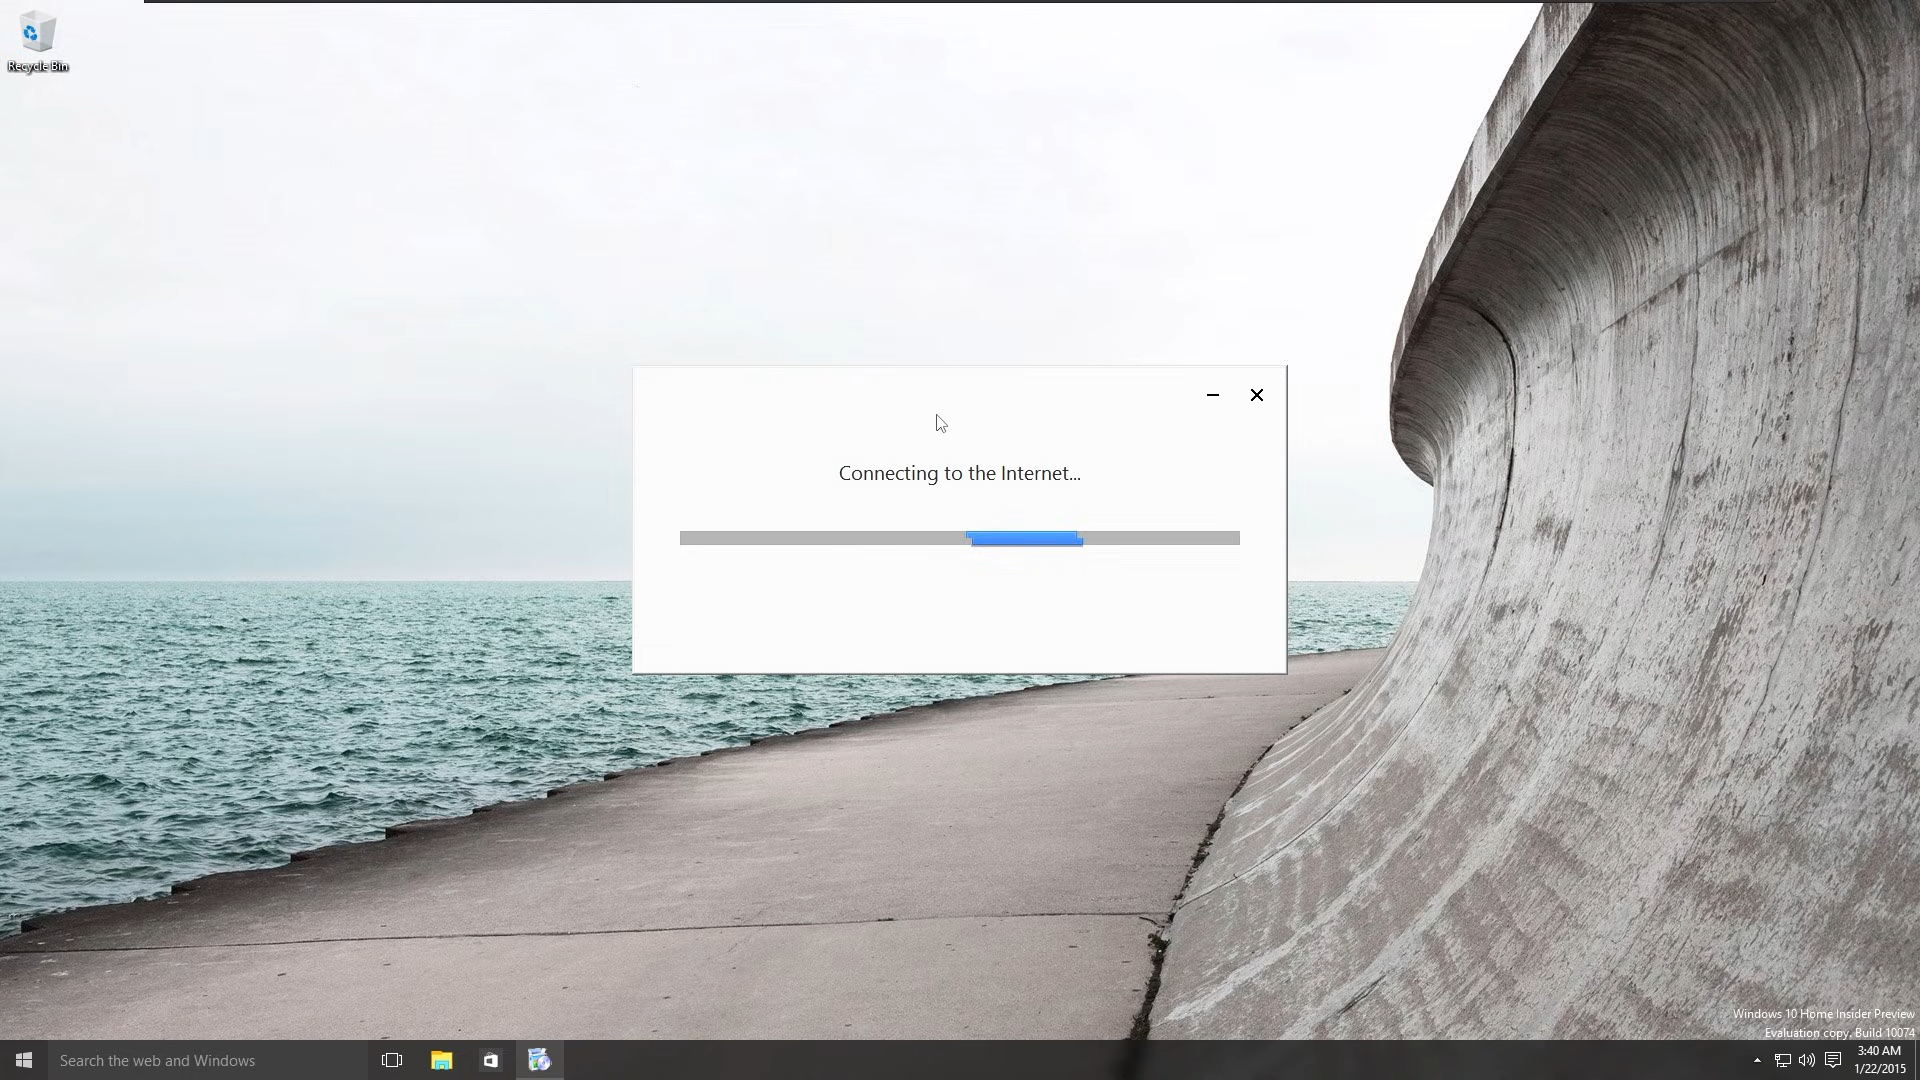 Recycle Bin
Connecting to the Internet...
Windows 10 Home Insider Preview
Evaluation copy. Build 10074
Search the web and Windows
3:40 AM
1/22/2015